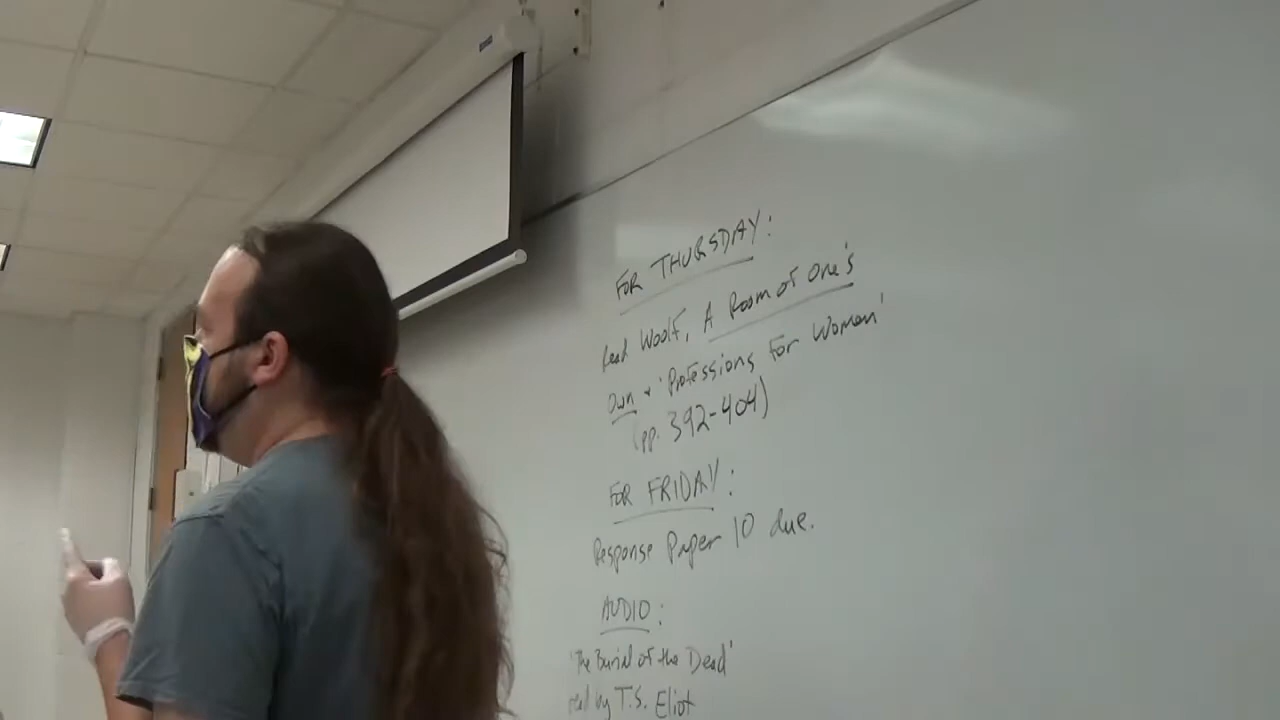 FOR THURSDAY:
Read Woolf, A Room of One's
Own + 'Professions For Women'
(pp. 392-404)
FOR FRIDAY:
Response Paper 10 due.
AUDIO:
'The Burial of the Dead'
read by T.S. Eliot